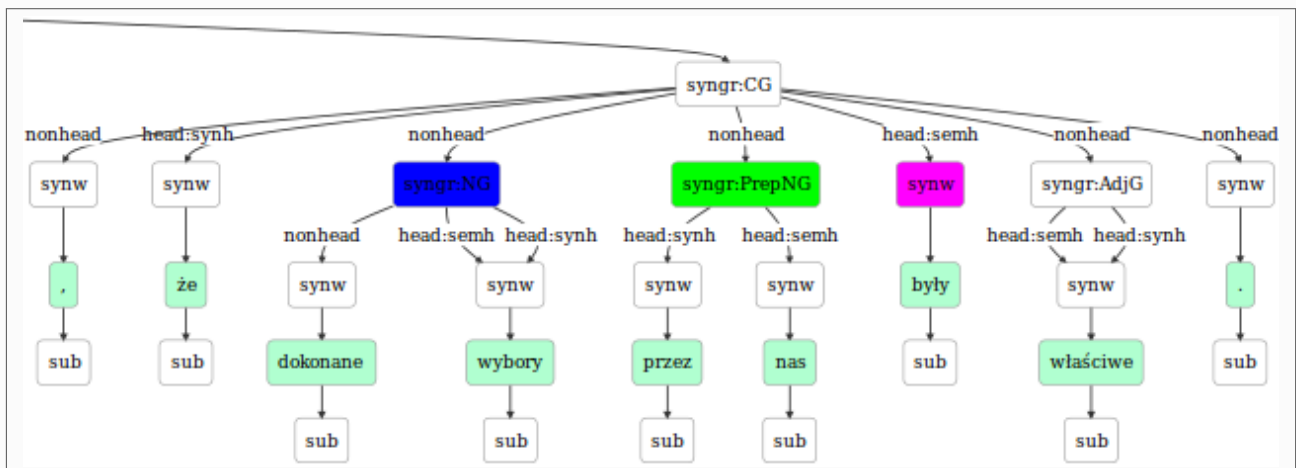 syngr:CG
nonhead head:synh nonhead nonhead head:semh nonhead nonhead
synw synw syngr:NG syngr:PrepNG synw syngr:AdjG synw
nonhead head:semh head:synh head:synh head:semh head:semh head:synh
, że synw synw synw synw były synw .
sub sub dokonane wybory przez nas sub właściwe sub
sub sub sub sub sub